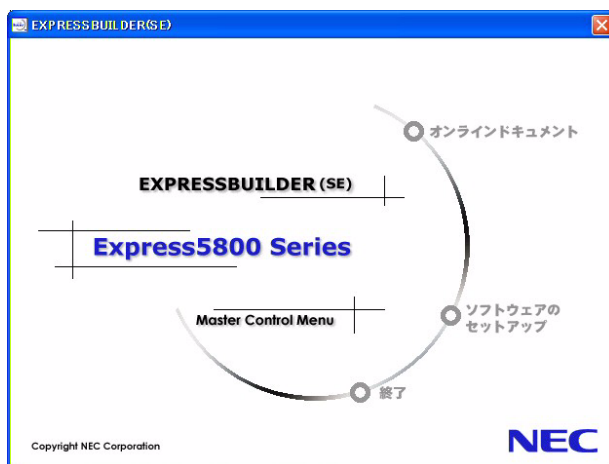 EXPRESSBUILDER(SE)
オンラインドキュメント
EXPRESSBUILDER (SE)
Express5800 Series
ソフトウェアの
セットアップ
Master Control Menu
終了
Copyright NEC Corporation
NEC